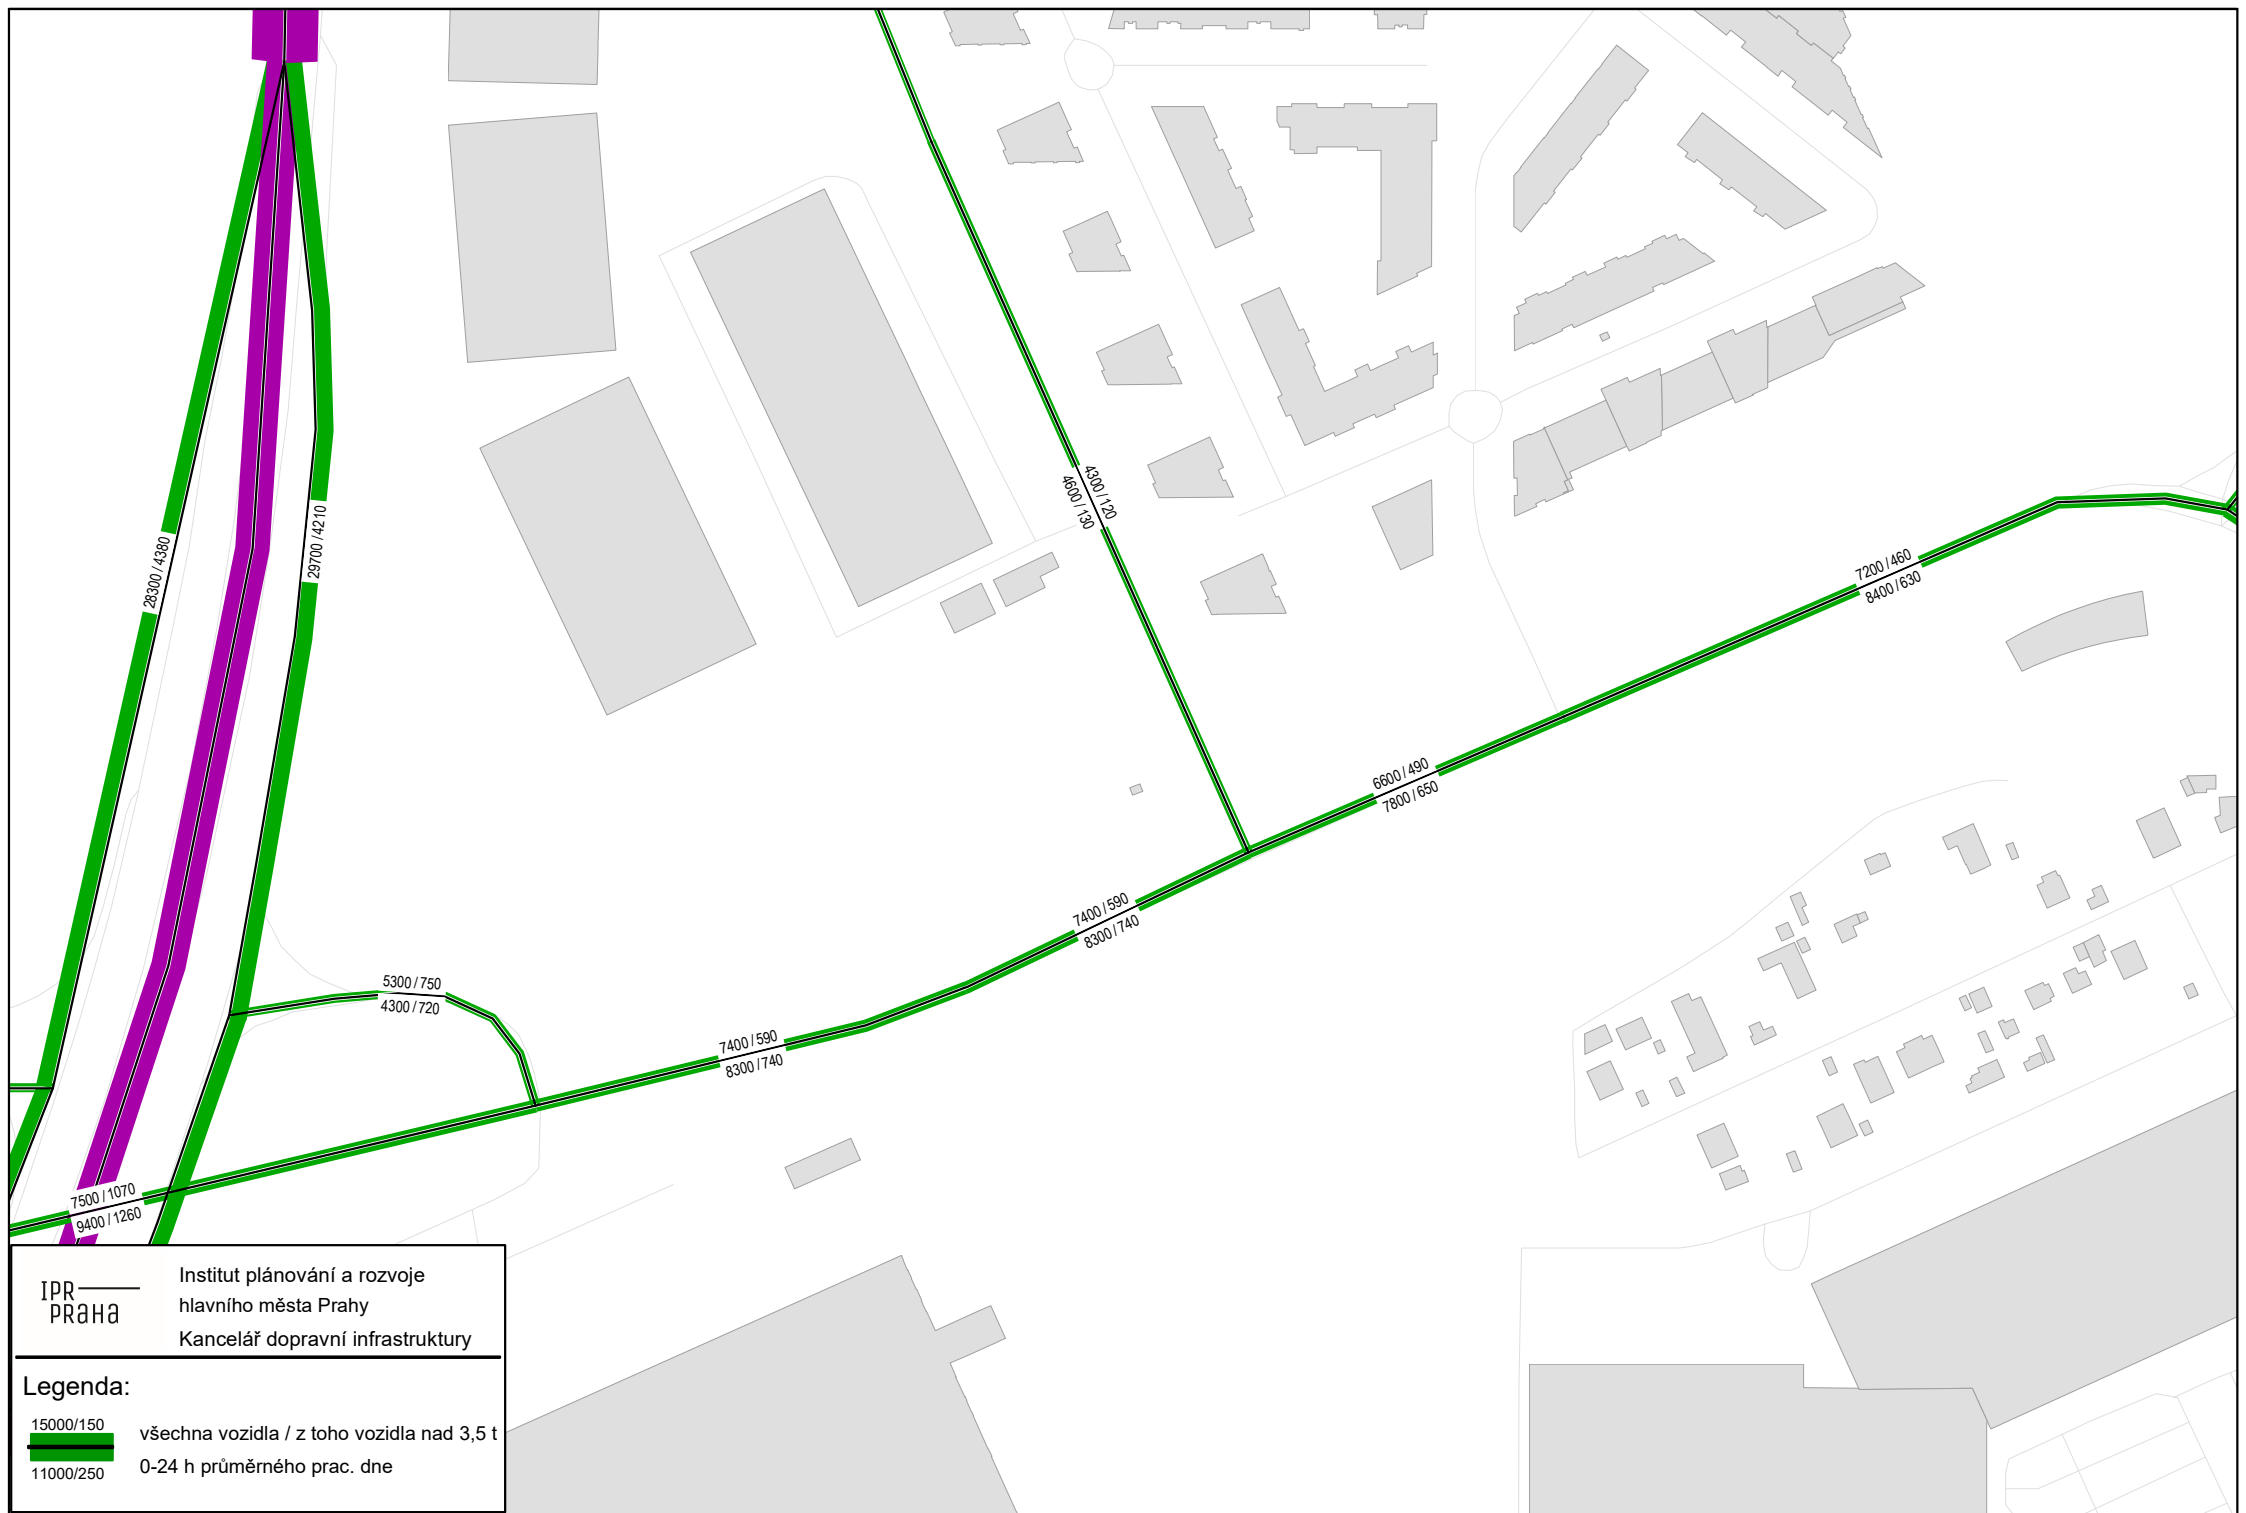 4300/120
4600/130
29700/4210
28300/4380
7200/460
8400/630
6600/490
7800/650
7400/590
8300/740
5300/750
4300/720
7400/590
8300/740
7500/1070
9400/1260
IPR
PRAHA
Institut plánování a rozvoje
hlavního města Prahy
Kancelář dopravní infrastruktury
Legenda:
15000/150
všechna vozidla / z toho vozidla nad 3,5 t
0-24 h průměrného prac. dne
11000/250